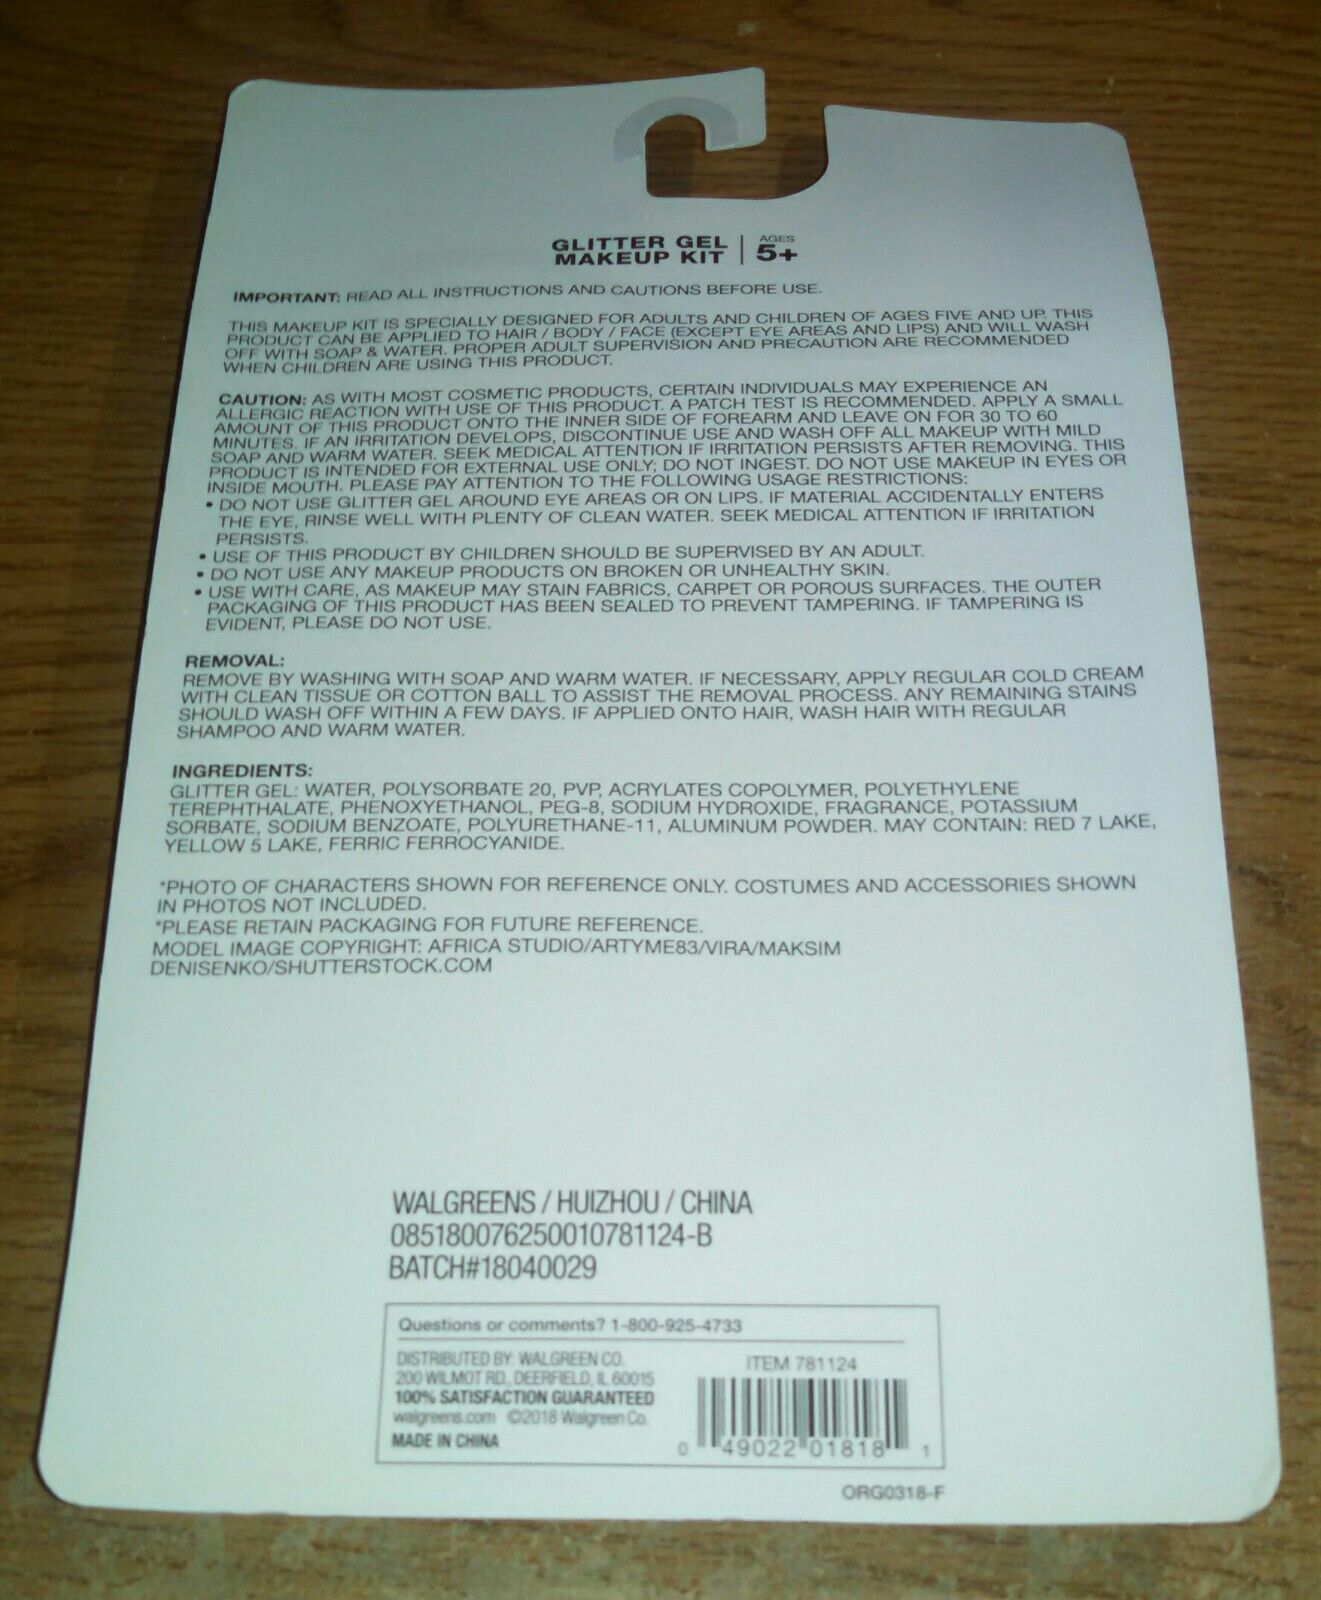 GLITTER GEL
MAKEUP KIT
AGES
5+
IMPORTANT: READ ALL INSTRUCTIONS AND CAUTIONS BEFORE USE.
THIS MAKEUP KIT IS SPECIALLY DESIGNED FOR ADULTS AND CHILDREN OF AGES FIVE AND UP. THIS
PRODUCT CAN BE APPLIED TO HAIR / BODY / FACE (EXCEPT EYE AREAS AND LIPS) AND WILL WASH
OFF WITH SOAP & WATER. PROPER ADULT SUPERVISION AND PRECAUTION ARE RECOMMENDED
WHEN CHILDREN ARE USING THIS PRODUCT.
CAUTION: AS WITH MOST COSMETIC PRODUCTS, CERTAIN INDIVIDUALS MAY EXPERIENCE AN
ALLERGIC REACTION WITH USE OF THIS PRODUCT. A PATCH TEST IS RECOMMENDED. APPLY A SMALL
AMOUNT OF THIS PRODUCT ONTO THE INNER SIDE OF FOREARM AND LEAVE ON FOR 30 TO 60
MINUTES. IF AN IRRITATION DEVELOPS, DISCONTINUE USE AND WASH OFF ALL MAKEUP WITH MILD
SOAP AND WARM WATER. SEEK MEDICAL ATTENTION IF IRRITATION PERSISTS AFTER REMOVING. THIS
PRODUCT IS INTENDED FOR EXTERNAL USE ONLY; DO NOT INGEST. DO NOT USE MAKEUP IN EYES OR
INSIDE MOUTH. PLEASE PAY ATTENTION TO THE FOLLOWING USAGE RESTRICTIONS:
• DO NOT USE GLITTER GEL AROUND EYE AREAS OR ON LIPS. IF MATERIAL ACCIDENTALLY ENTERS
THE EYE, RINSE WELL WITH PLENTY OF CLEAN WATER. SEEK MEDICAL ATTENTION IF IRRITATION
PERSISTS.
• USE OF THIS PRODUCT BY CHILDREN SHOULD BE SUPERVISED BY AN ADULT.
• DO NOT USE ANY MAKEUP PRODUCTS ON BROKEN OR UNHEALTHY SKIN.
• USE WITH CARE, AS MAKEUP MAY STAIN FABRICS, CARPET OR POROUS SURFACES. THE OUTER
PACKAGING OF THIS PRODUCT HAS BEEN SEALED TO PREVENT TAMPERING. IF TAMPERING IS
EVIDENT, PLEASE DO NOT USE.
REMOVAL:
REMOVE BY WASHING WITH SOAP AND WARM WATER. IF NECESSARY, APPLY REGULAR COLD CREAM
WITH CLEAN TISSUE OR COTTON BALL TO ASSIST THE REMOVAL PROCESS. ANY REMAINING STAINS
SHOULD WASH OFF WITHIN A FEW DAYS. IF APPLIED ONTO HAIR, WASH HAIR WITH REGULAR
SHAMPOO AND WARM WATER.
INGREDIENTS:
GLITTER GEL: WATER, POLYSORBATE 20, PVP, ACRYLATES COPOLYMER, POLYETHYLENE
TEREPHTHALATE, PHENOXYETHANOL, PEG-8, SODIUM HYDROXIDE, FRAGRANCE, POTASSIUM
SORBATE, SODIUM BENZOATE, POLYURETHANE-11, ALUMINUM POWDER. MAY CONTAIN: RED 7 LAKE,
YELLOW 5 LAKE, FERRIC FERROCYANIDE.
*PHOTO OF CHARACTERS SHOWN FOR REFERENCE ONLY. COSTUMES AND ACCESSORIES SHOWN
IN PHOTOS NOT INCLUDED.
*PLEASE RETAIN PACKAGING FOR FUTURE REFERENCE.
MODEL IMAGE COPYRIGHT: AFRICA STUDIO/ARTYME83/VIRA/MAKSIM
DENISENKO/SHUTTERSTOCK.COM
WALGREENS / HUIZHOU / CHINA
085180076250010781124-B
BATCH#18040029
Questions or comments? 1-800-925-4733
DISTRIBUTED BY: WALGREEN CO.
200 WILMOT RD., DEERFIELD, IL 60015
100% SATISFACTION GUARANTEED
walgreens.com ©2018 Walgreen Co.
MADE IN CHINA
ITEM 781124
0 49022 01818 1
ORG0318-F